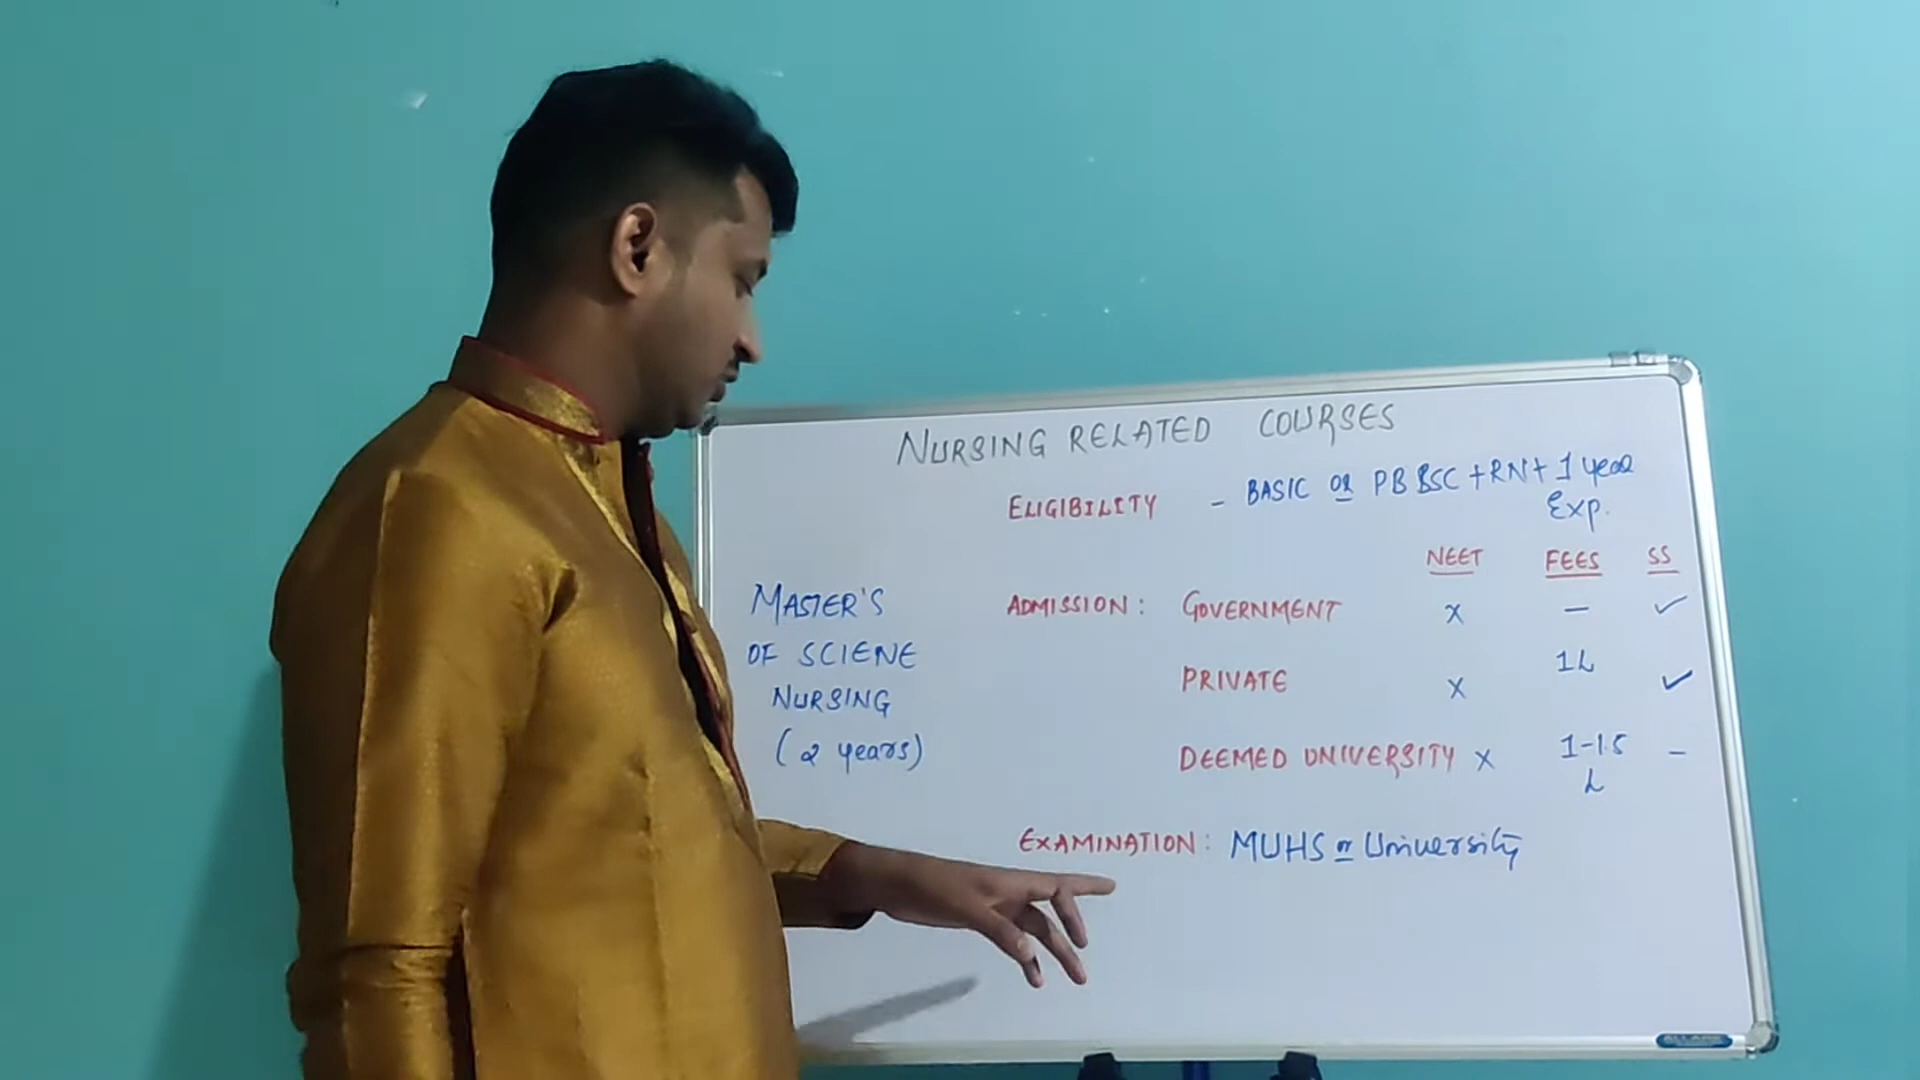 NURSING RELATED COURSES
ELIGIBILITY - BASIC OR PB BSC + RN + 1 year
Exp.
NEET FEES SS
MASTER'S
OF SCIENE
NURSING
(2 years)
ADMISSION: GOVERNMENT x — ✓
PRIVATE x 1L ✓
DEEMED UNIVERSITY x 1-1.5 L -
EXAMINATION: MUHS or University